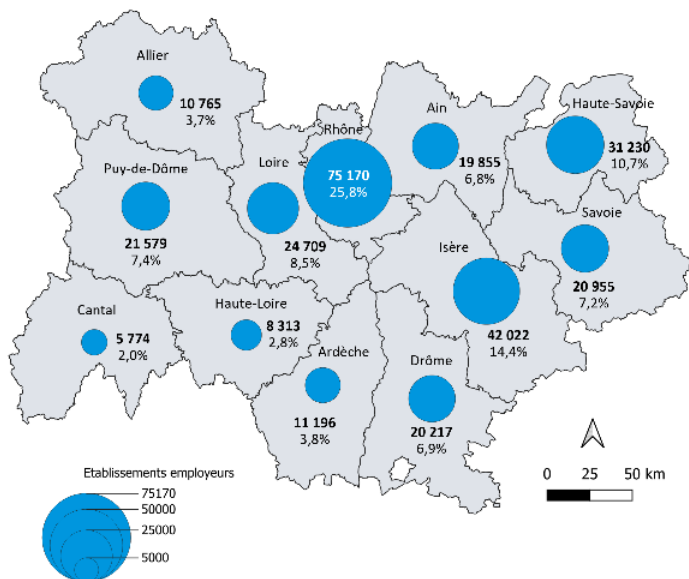 Allier
10 765
3,7%
Puy-de-Dôme
21 579
7,4%
Loire
24 709
8,5%
Rhône
75 170
25,8%
Ain
19 855
6,8%
Haute-Savoie
31 230
10,7%
Savoie
20 955
7,2%
Isère
42 022
14,4%
Cantal
5 774
2,0%
Haute-Loire
8 313
2,8%
Ardèche
11 196
3,8%
Drôme
20 217
6,9%
Etablissements employeurs
75170
50000
25000
5000
0 25 50 km